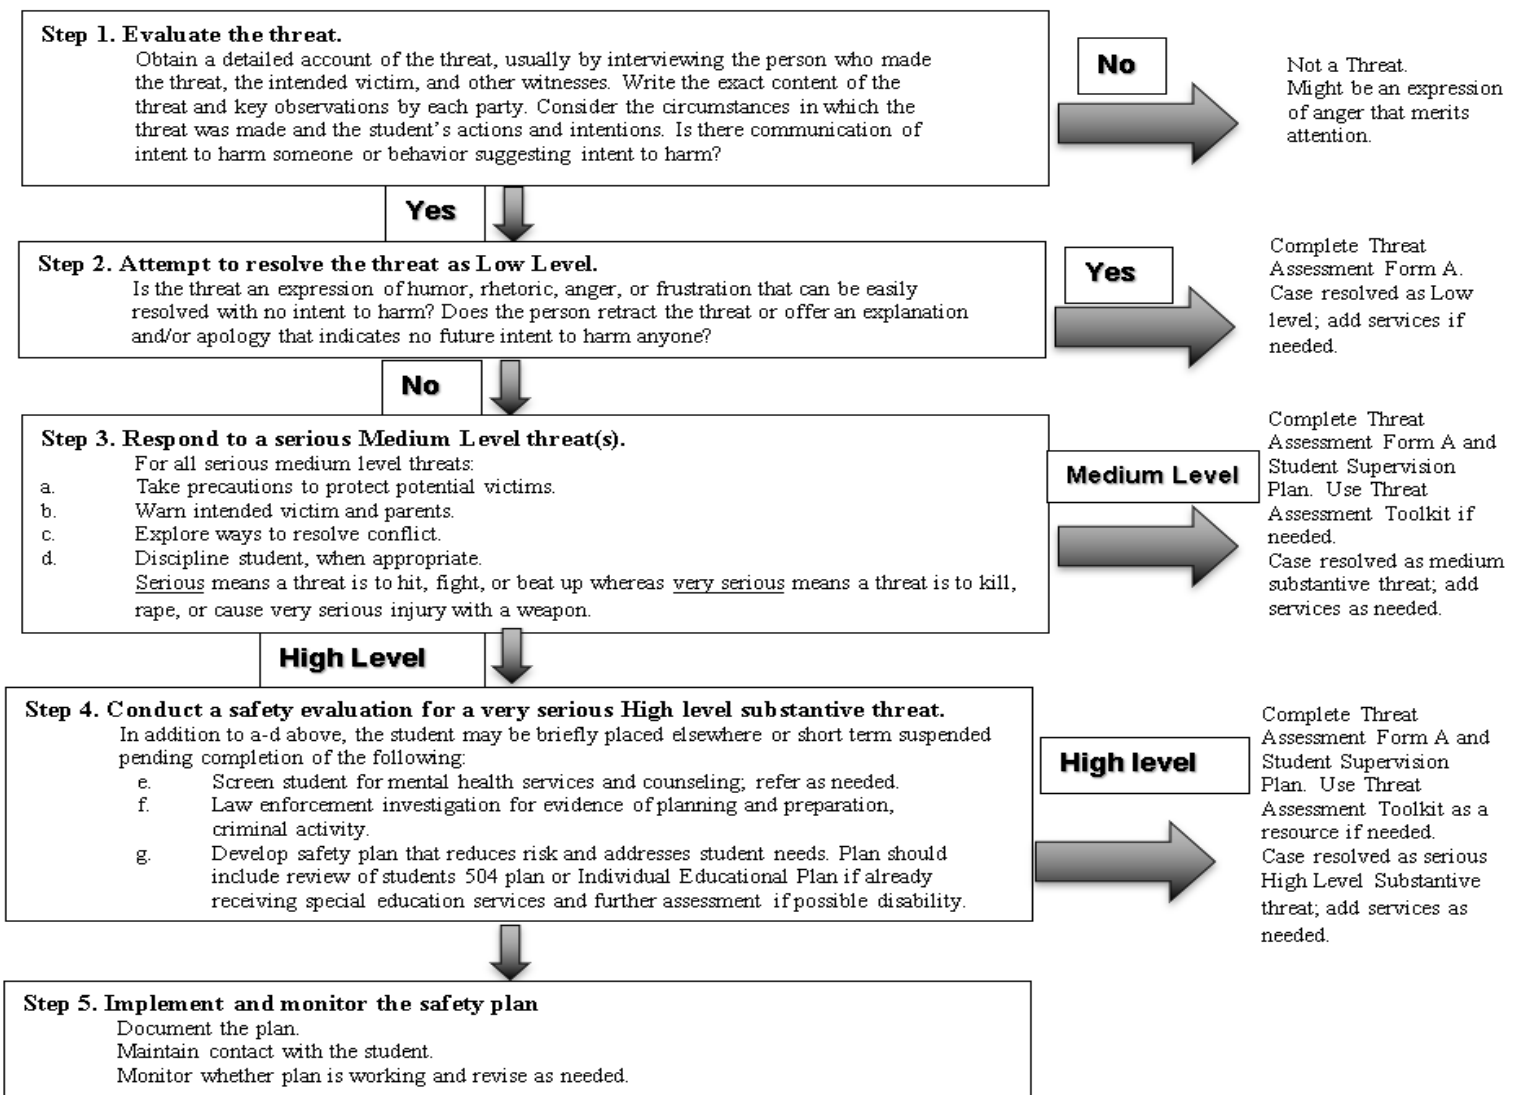 Step 1. Evaluate the threat.
Obtain a detailed account of the threat, usually by interviewing the person who made
the threat, the intended victim, and other witnesses. Write the exact content of the
threat and key observations by each party. Consider the circumstances in which the
threat was made and the student's actions and intentions. Is there communication of
intent to harm someone or behavior suggesting intent to harm?
No
Not a Threat.
Might be an expression
of anger that merits
attention.
Yes
Step 2. Attempt to resolve the threat as Low Level.
Is the threat an expression of humor, rhetoric, anger, or frustration that can be easily
resolved with no intent to harm? Does the person retract the threat or offer an explanation
and/or apology that indicates no future intent to harm anyone?
Yes
Complete Threat
Assessment Form A.
Case resolved as Low
level; add services if
needed.
No
Step 3. Respond to a serious Medium Level threat(s).
For all serious medium level threats:
a. Take precautions to protect potential victims.
b. Warn intended victim and parents.
c. Explore ways to resolve conflict.
d. Discipline student, when appropriate.
Serious means a threat is to hit, fight, or beat up whereas very serious means a threat is to kill,
rape, or cause very serious injury with a weapon.
Medium Level
Complete Threat
Assessment Form A and
Student Supervision
Plan. Use Threat
Assessment Toolkit if
needed.
Case resolved as medium
substantive threat; add
services as needed.
High Level
Step 4. Conduct a safety evaluation for a very serious High level substantive threat.
In addition to a-d above, the student may be briefly placed elsewhere or short term suspended
pending completion of the following:
e. Screen student for mental health services and counseling; refer as needed.
f. Law enforcement investigation for evidence of planning and preparation,
criminal activity.
g. Develop safety plan that reduces risk and addresses student needs. Plan should
include review of students 504 plan or Individual Educational Plan if already
receiving special education services and further assessment if possible disability.
High level
Complete Threat
Assessment Form A and
Student Supervision
Plan. Use Threat
Assessment Toolkit as a
resource if needed.
Case resolved as serious
High Level Substantive
threat; add services as
needed.
Step 5. Implement and monitor the safety plan
Document the plan.
Maintain contact with the student.
Monitor whether plan is working and revise as needed.